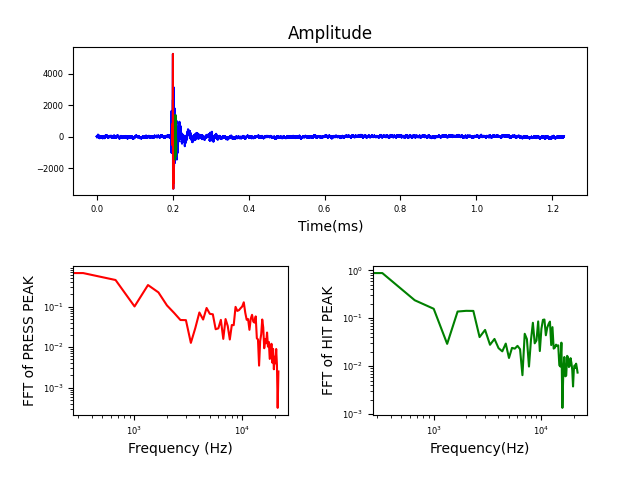 Amplitude
4000
2000
0
−2000
0.0 0.2 0.4 0.6 0.8 1.0 1.2
Time(ms)
FFT of PRESS PEAK
10⁻¹
10⁻²
10⁻³
10³ 10⁴
Frequency (Hz)
FFT of HIT PEAK
10⁰
10⁻¹
10⁻²
10⁻³
10³ 10⁴
Frequency(Hz)